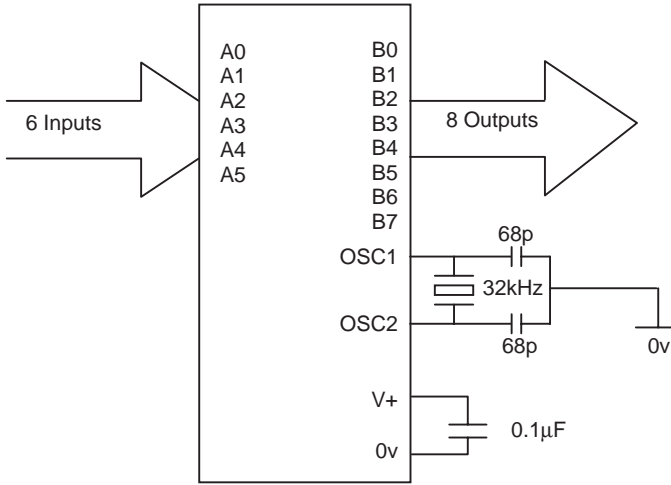 A0
A1
A2
A3
A4
A5
6 Inputs
B0
B1
B2
B3
B4
B5
B6
B7
8 Outputs
OSC1
68p
32kHz
OSC2
68p
0v
V+
0.1μF
0v